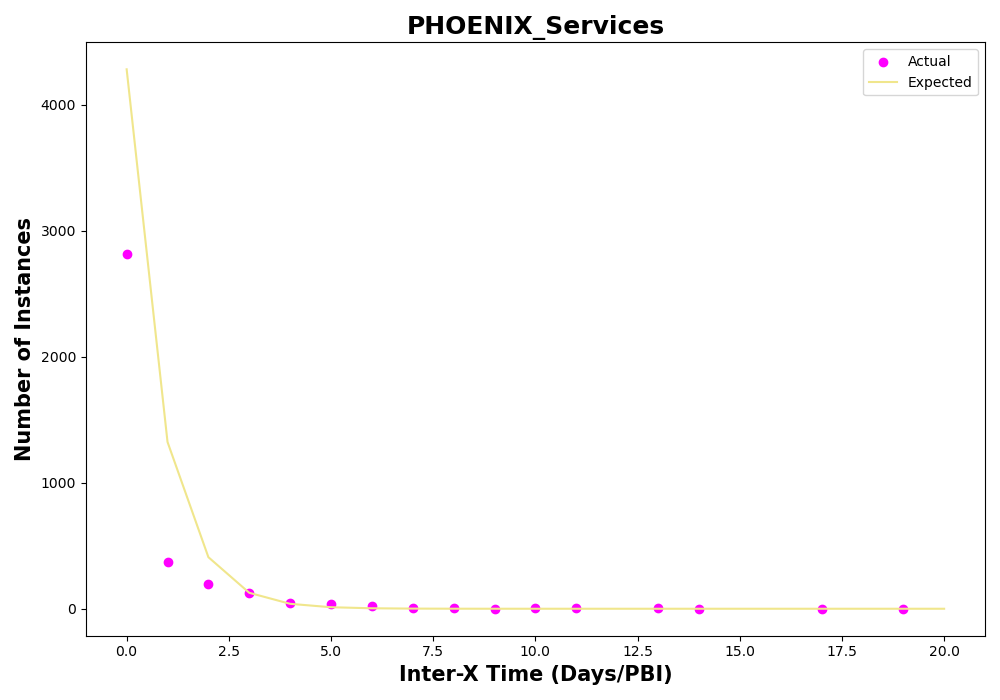 PHOENIX_Services
Actual
Expected
4000
3000
2000
1000
0
Number of Instances
0.0 2.5 5.0 7.5 10.0 12.5 15.0 17.5 20.0
Inter-X Time (Days/PBI)